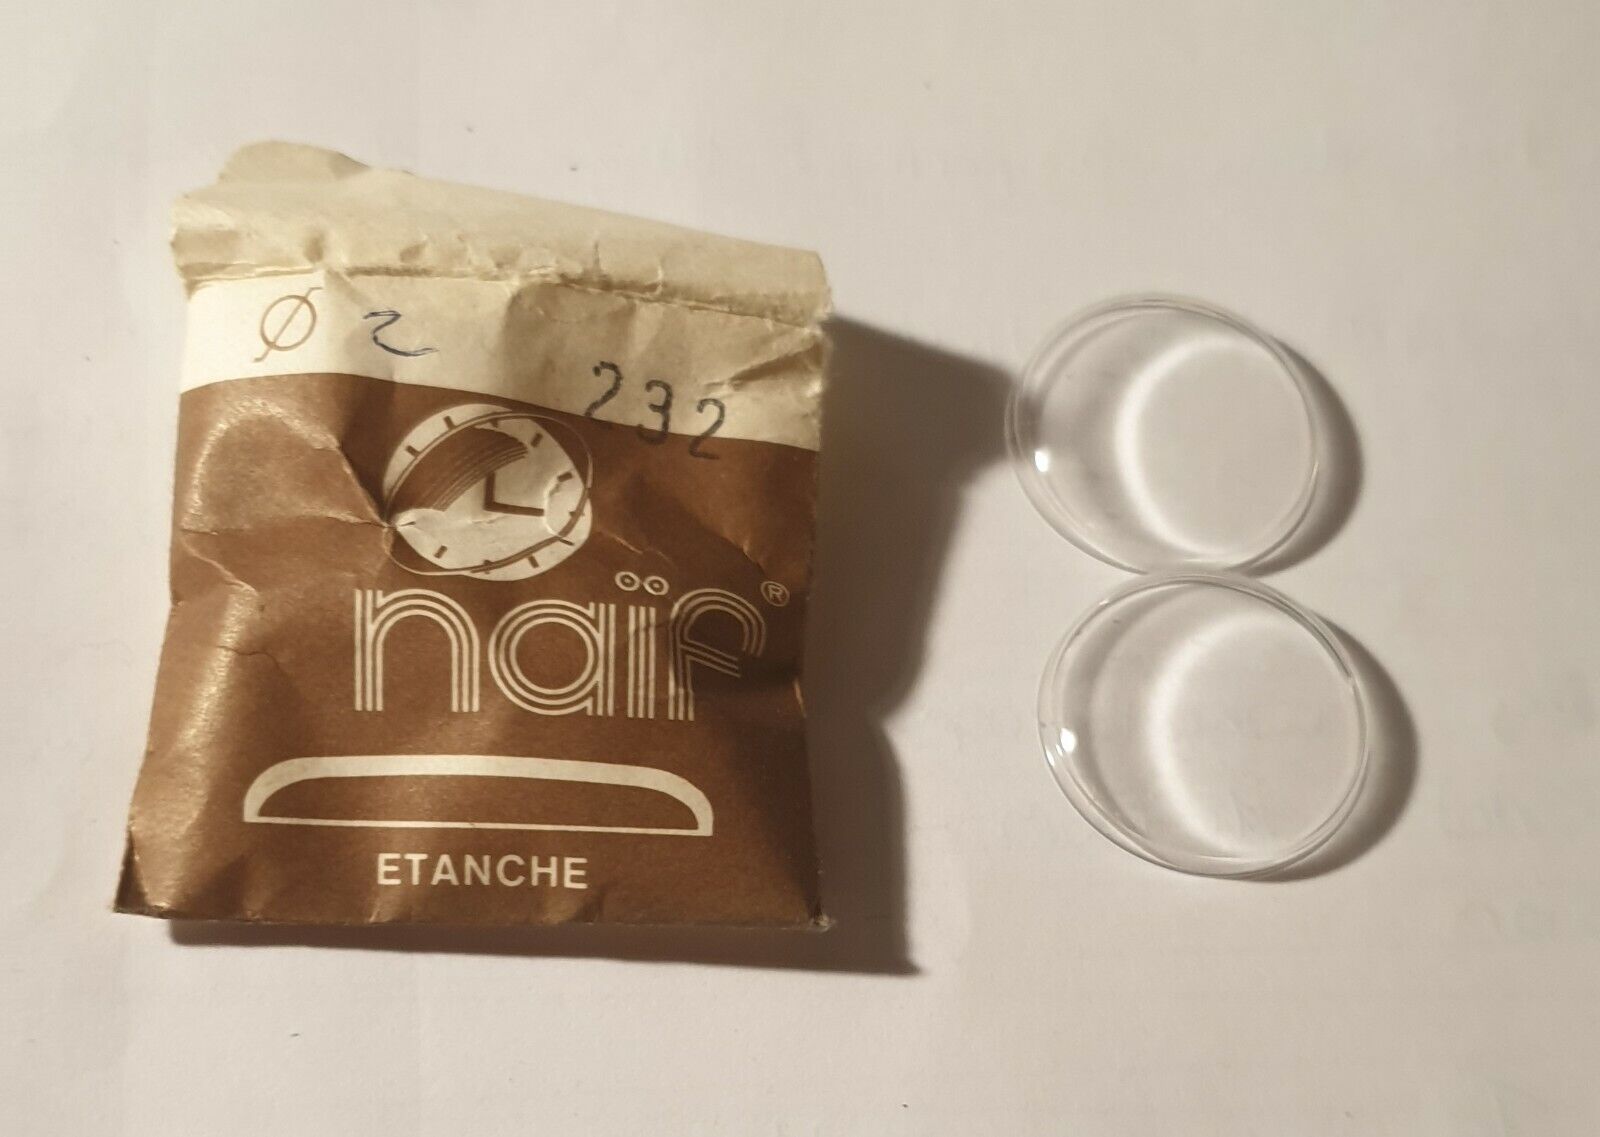 Ø 2
232
naïf®
ETANCHE